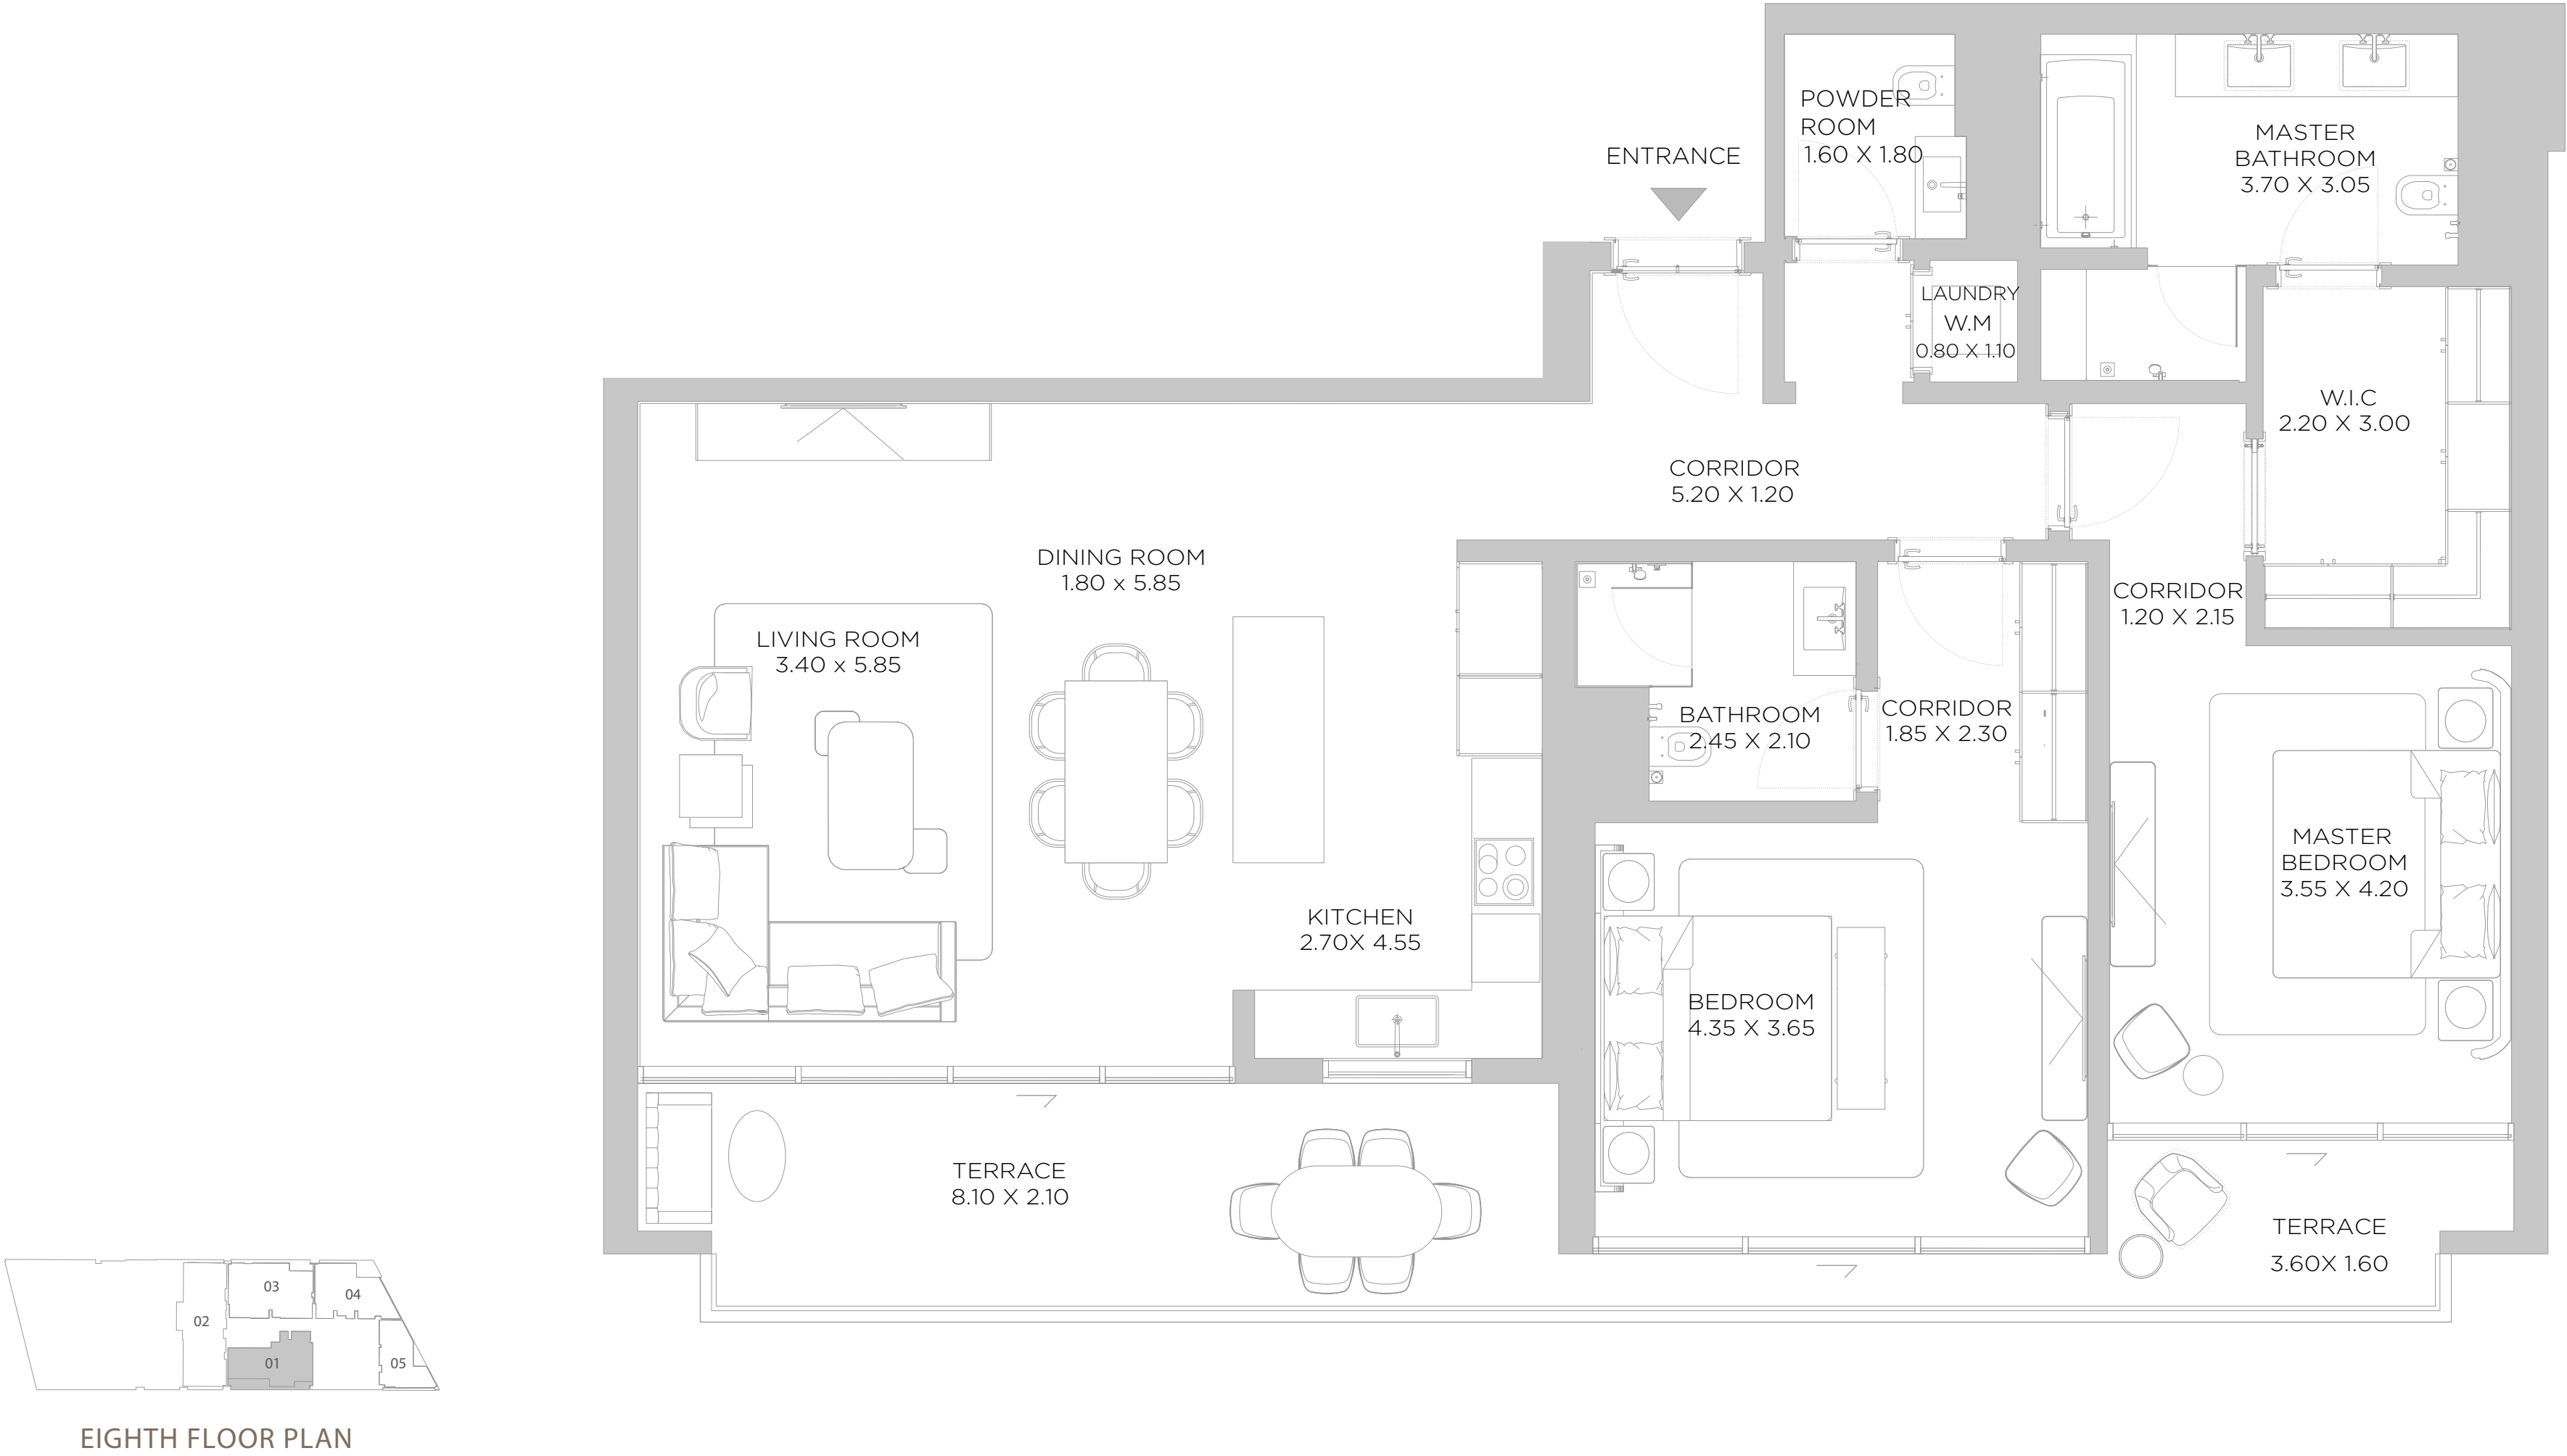 POWDER
ROOM
1.60 X 1.80
ENTRANCE
MASTER
BATHROOM
3.70 X 3.05
LAUNDRY
W.M
0.80 X 1.10
W.I.C
2.20 X 3.00
CORRIDOR
5.20 X 1.20
DINING ROOM
1.80 x 5.85
LIVING ROOM
3.40 x 5.85
CORRIDOR
1.20 X 2.15
BATHROOM
2.45 X 2.10
CORRIDOR
1.85 X 2.30
MASTER
BEDROOM
3.55 X 4.20
KITCHEN
2.70X 4.55
BEDROOM
4.35 X 3.65
TERRACE
8.10 X 2.10
TERRACE
3.60X 1.60
03
04
02
01
05
EIGHTH FLOOR PLAN